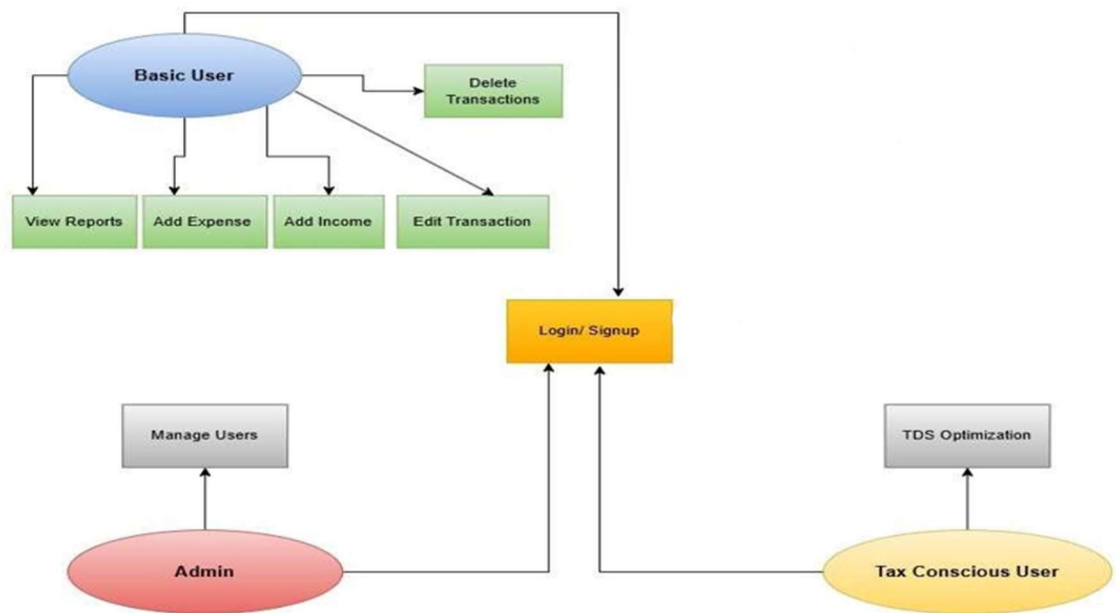 Basic User
Delete
Transactions
View Reports
Add Expense
Add Income
Edit Transaction
Login/ Signup
Manage Users
TDS Optimization
Admin
Tax Conscious User